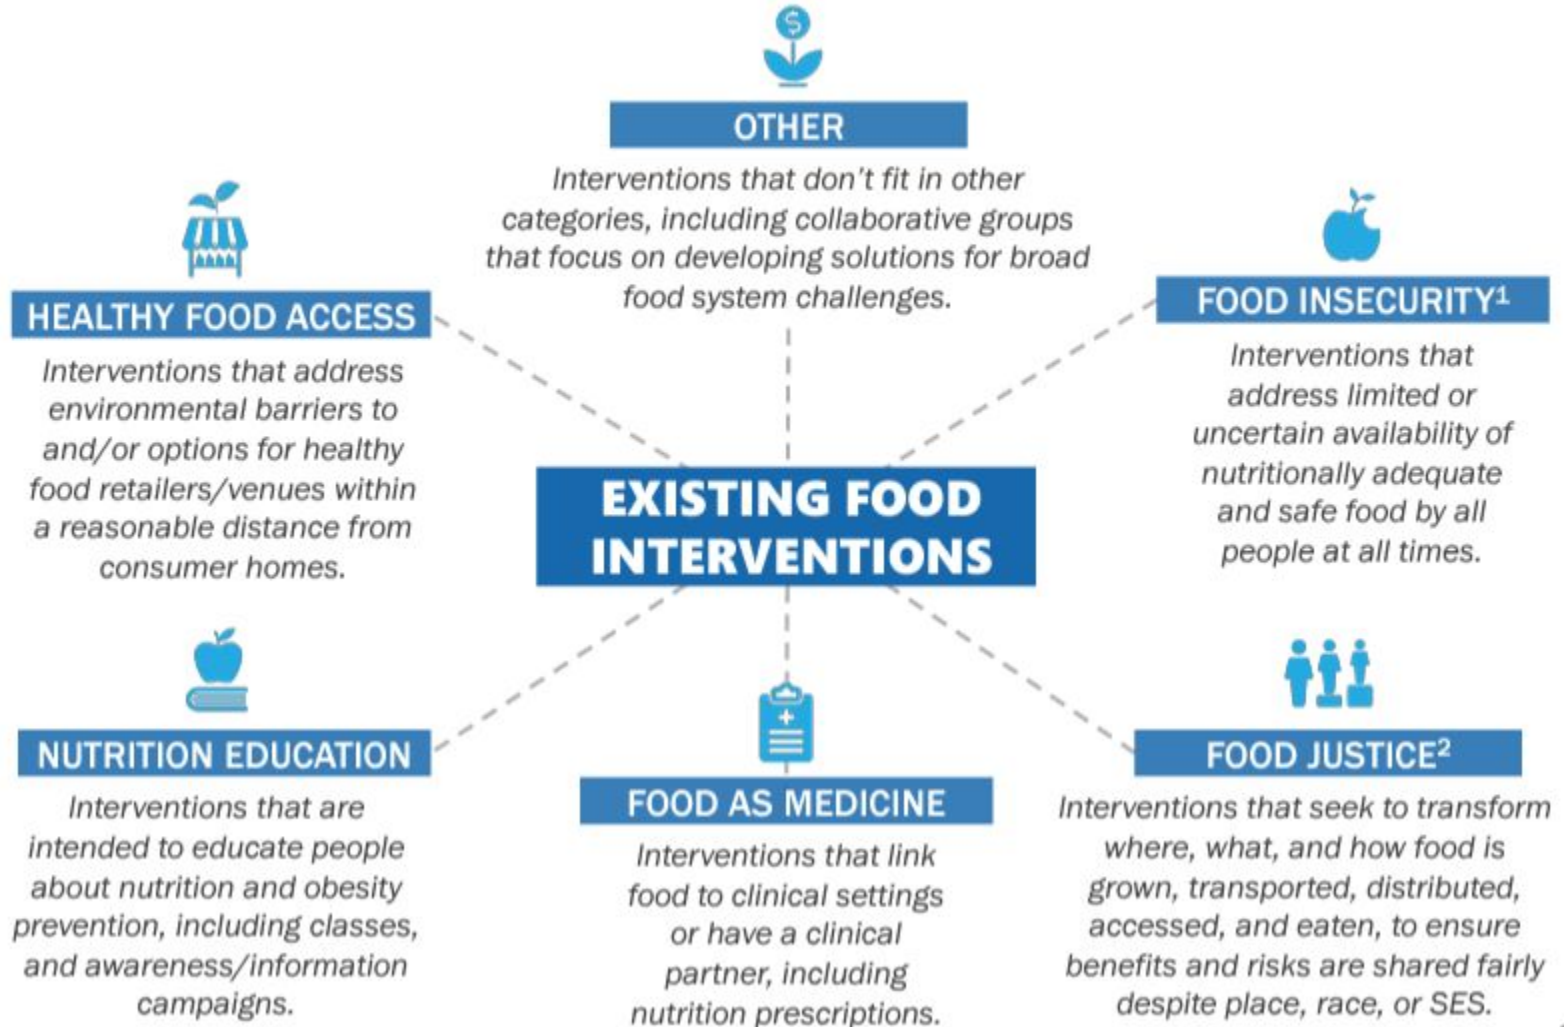 $
OTHER
Interventions that don't fit in other
categories, including collaborative groups
that focus on developing solutions for broad
food system challenges.
HEALTHY FOOD ACCESS
Interventions that address
environmental barriers to
and/or options for healthy
food retailers/venues within
a reasonable distance from
consumer homes.
FOOD INSECURITY¹
Interventions that
address limited or
uncertain availability of
nutritionally adequate
and safe food by all
people at all times.
EXISTING FOOD
INTERVENTIONS
NUTRITION EDUCATION
Interventions that are
intended to educate people
about nutrition and obesity
prevention, including classes,
and awareness/information
campaigns.
FOOD AS MEDICINE
Interventions that link
food to clinical settings
or have a clinical
partner, including
nutrition prescriptions.
FOOD JUSTICE²
Interventions that seek to transform
where, what, and how food is
grown, transported, distributed,
accessed, and eaten, to ensure
benefits and risks are shared fairly
despite place, race, or SES.